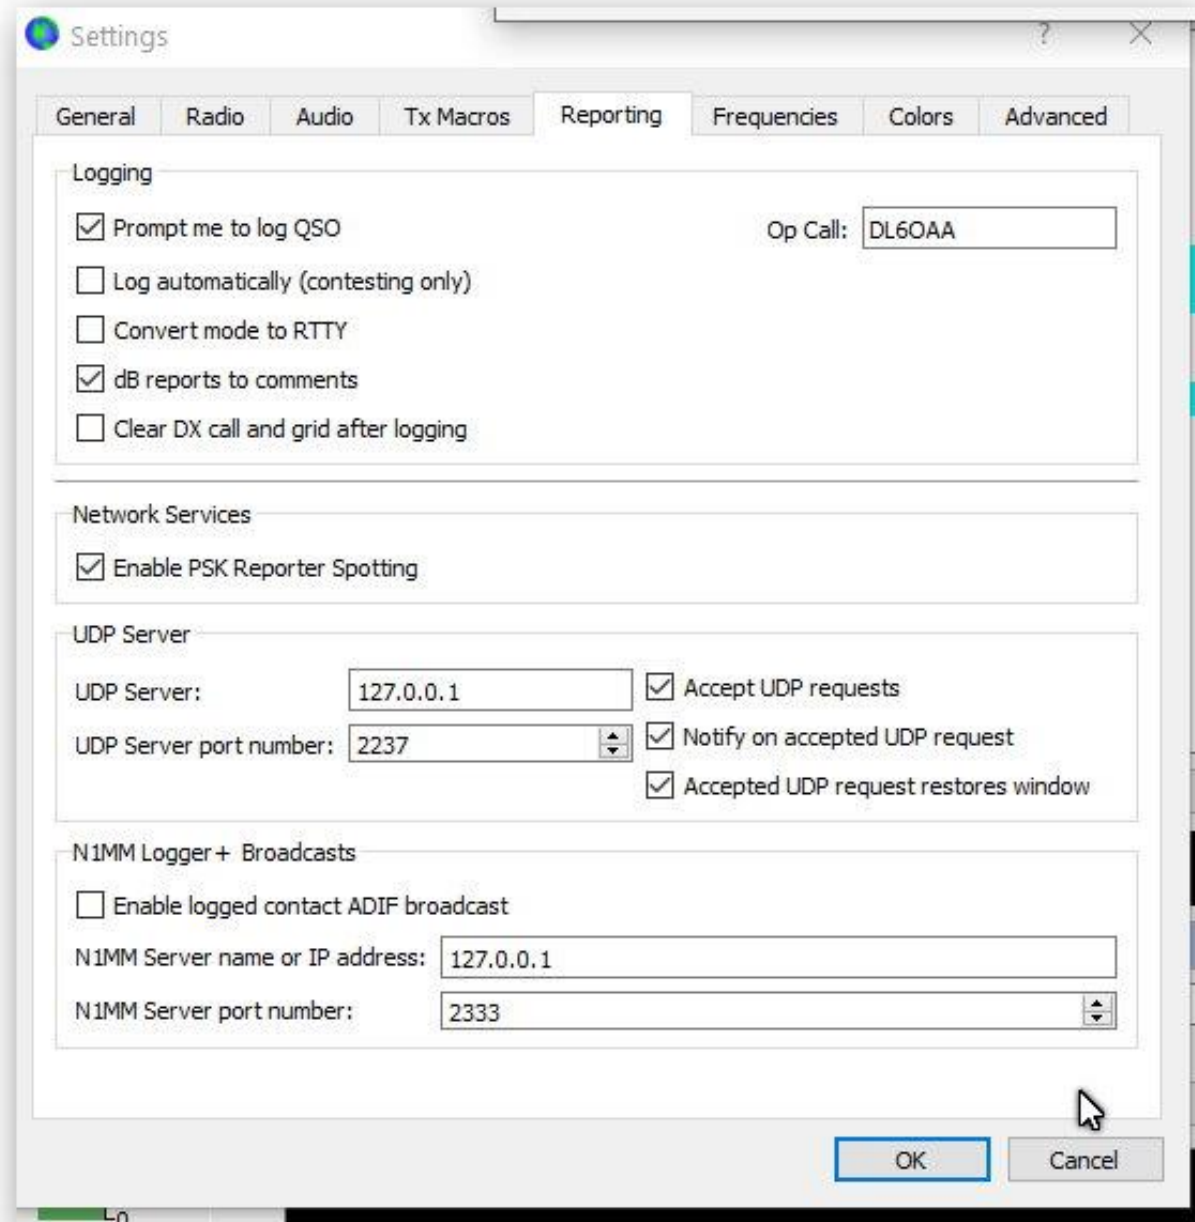 Settings
?
General Radio Audio Tx Macros Reporting Frequencies Colors Advanced
Logging
Prompt me to log QSO Op Call: DL6OAA
Log automatically (contesting only)
Convert mode to RTTY
dB reports to comments
Clear DX call and grid after logging
Network Services
Enable PSK Reporter Spotting
UDP Server
UDP Server: 127.0.0.1 Accept UDP requests
UDP Server port number: 2237 Notify on accepted UDP request
Accepted UDP request restores window
N1MM Logger+ Broadcasts
Enable logged contact ADIF broadcast
N1MM Server name or IP address: 127.0.0.1
N1MM Server port number: 2333
OK Cancel
0